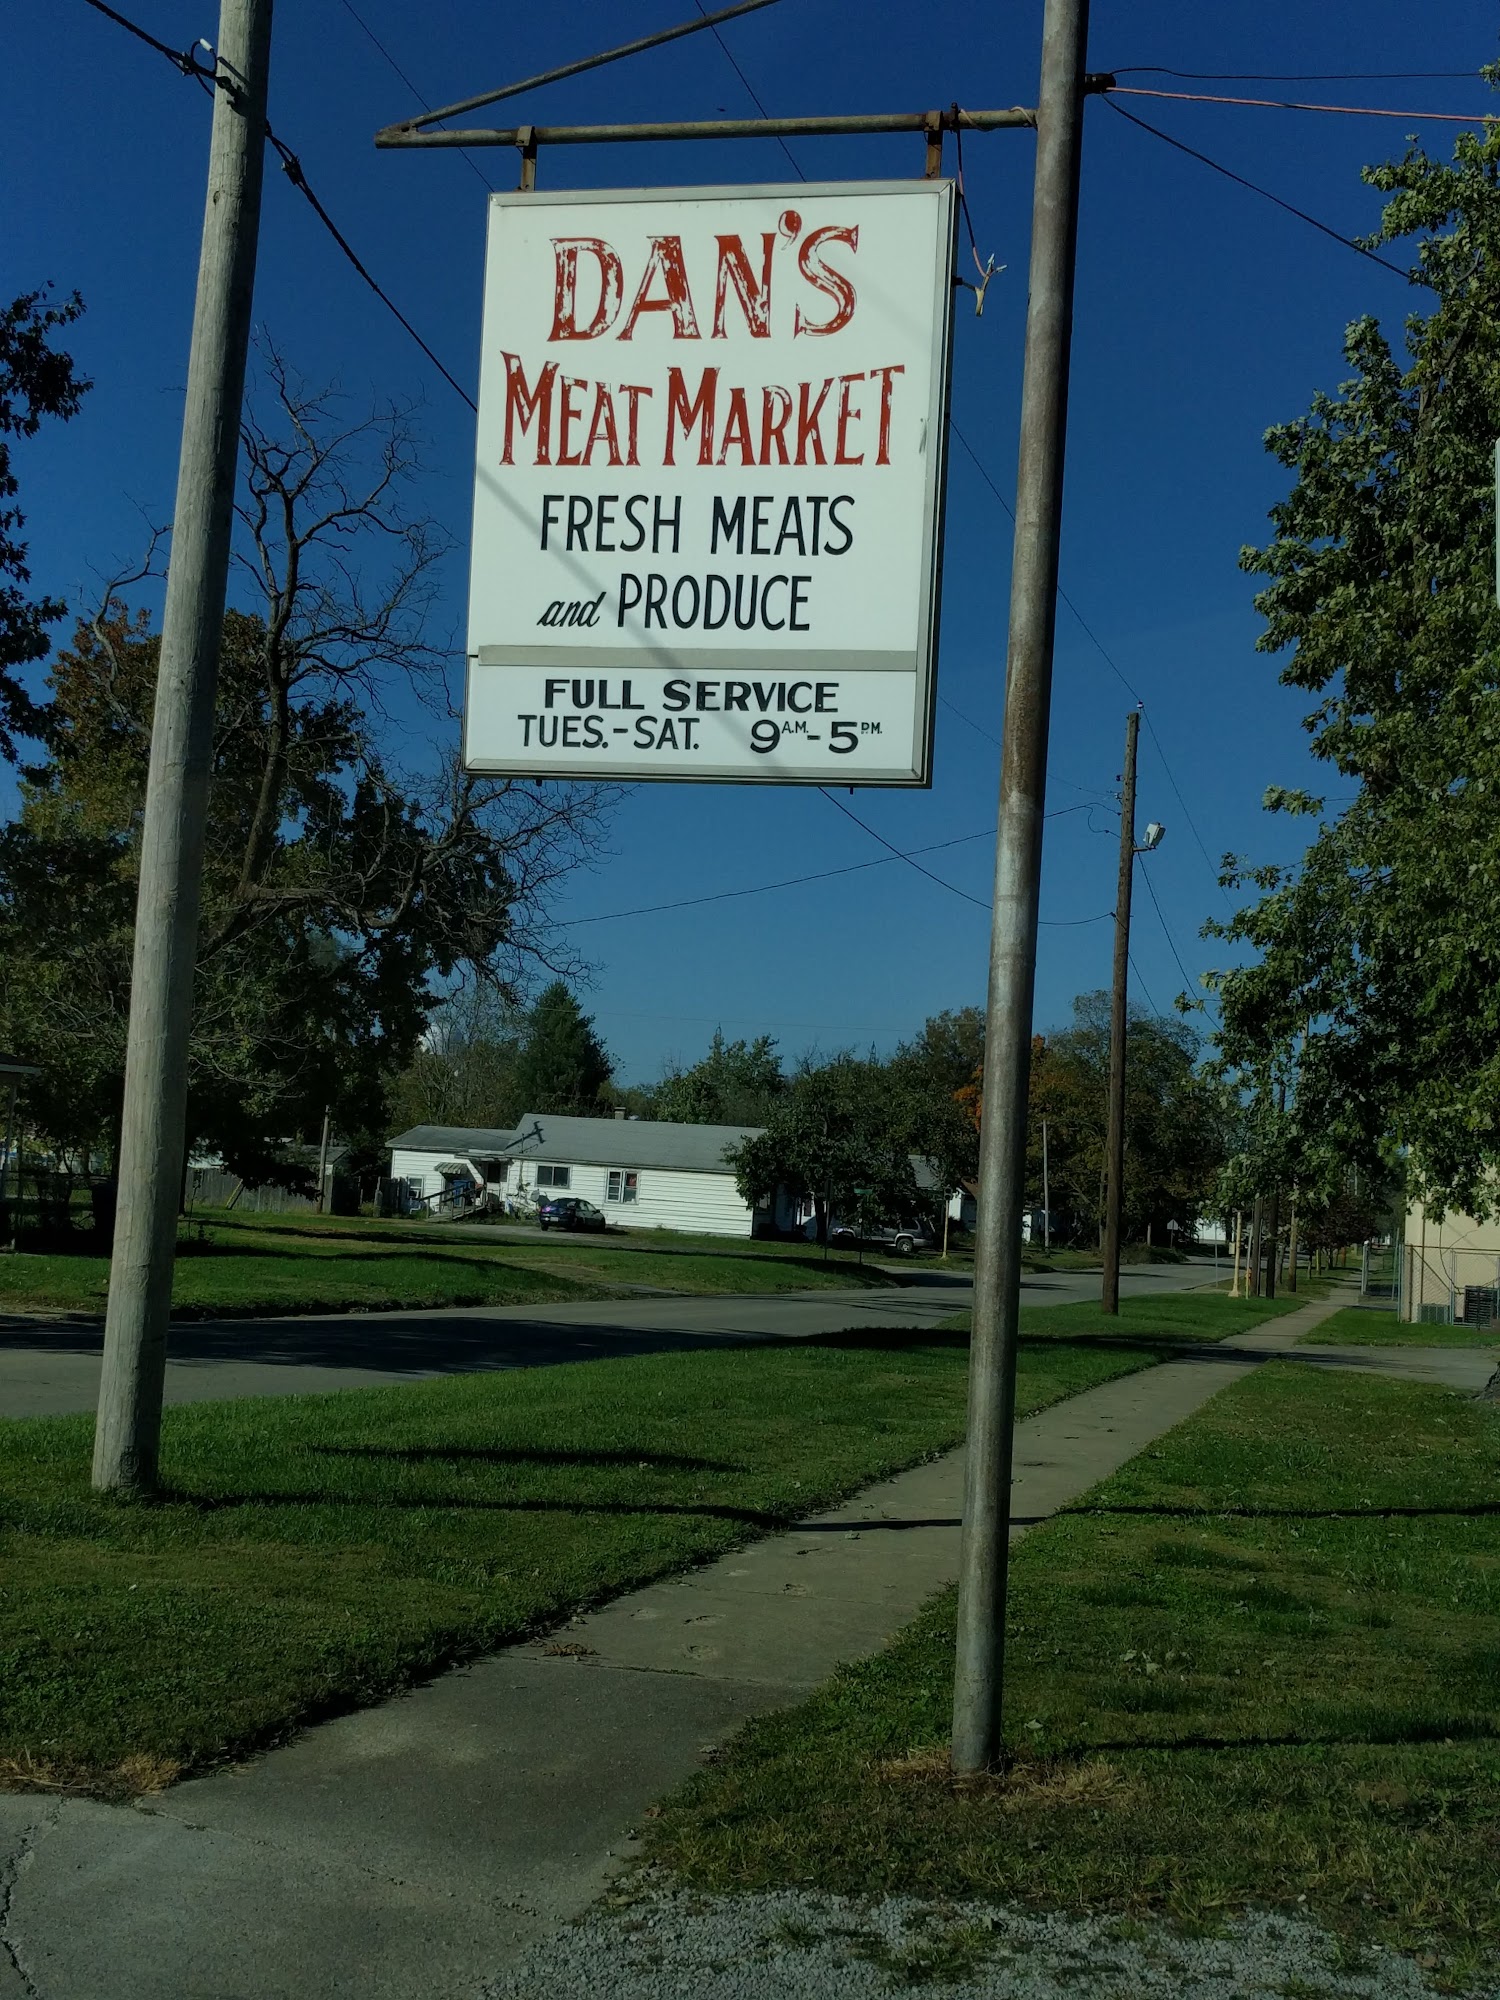 DAN'S
MEAT MARKET
FRESH MEATS
and PRODUCE
FULL SERVICE
TUES.-SAT. 9A.M.-5P.M.